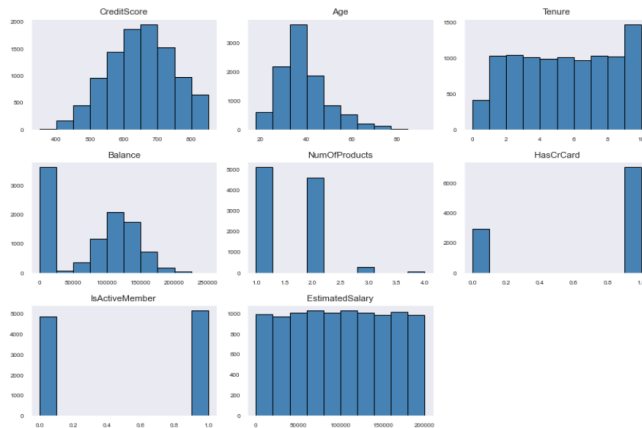 CreditScore
2000
1500
1000
500
0
400 500 600 700 800
Age
3000
2000
1000
0
20 40 60 80
Tenure
1500
1000
500
0
0 2 4 6 8 10
Balance
3000
2000
1000
0
0 50000 100000 150000 200000 250000
NumOfProducts
5000
4000
3000
2000
1000
0
1.0 1.5 2.0 2.5 3.0 3.5 4.0
HasCrCard
6000
4000
2000
0
0.0 0.2 0.4 0.6 0.8 1.0
IsActiveMember
5000
4000
3000
2000
1000
0
0.0 0.2 0.4 0.6 0.8 1.0
EstimatedSalary
1000
800
600
400
200
0
0 50000 100000 150000 200000